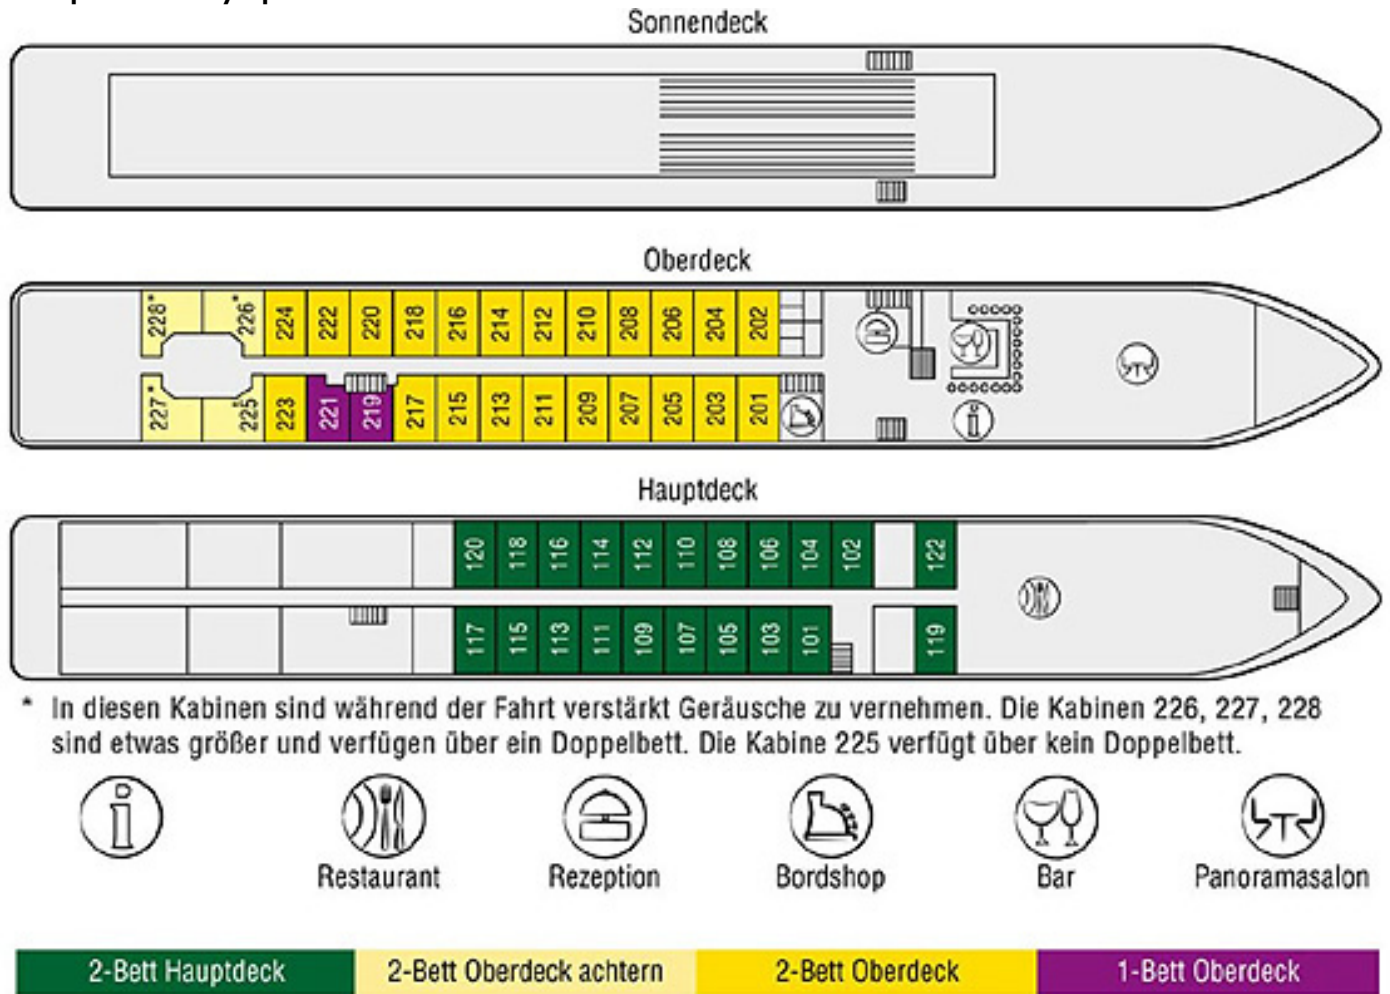 Sonnendeck
Oberdeck
228* 226* 224 222 220 218 216 214 212 210 208 206 204 202
227* 225* 223 221 219 217 215 213 211 209 207 205 203 201
Hauptdeck
120 118 116 114 112 110 108 106 104 102 122
117 115 113 111 109 107 105 103 101 119
* In diesen Kabinen sind während der Fahrt verstärkt Geräusche zu vernehmen. Die Kabinen 226, 227, 228
sind etwas größer und verfügen über ein Doppelbett. Die Kabine 225 verfügt über kein Doppelbett.
Restaurant Rezeption Bordshop Bar Panoramasalon
2-Bett Hauptdeck 2-Bett Oberdeck achtern 2-Bett Oberdeck 1-Bett Oberdeck